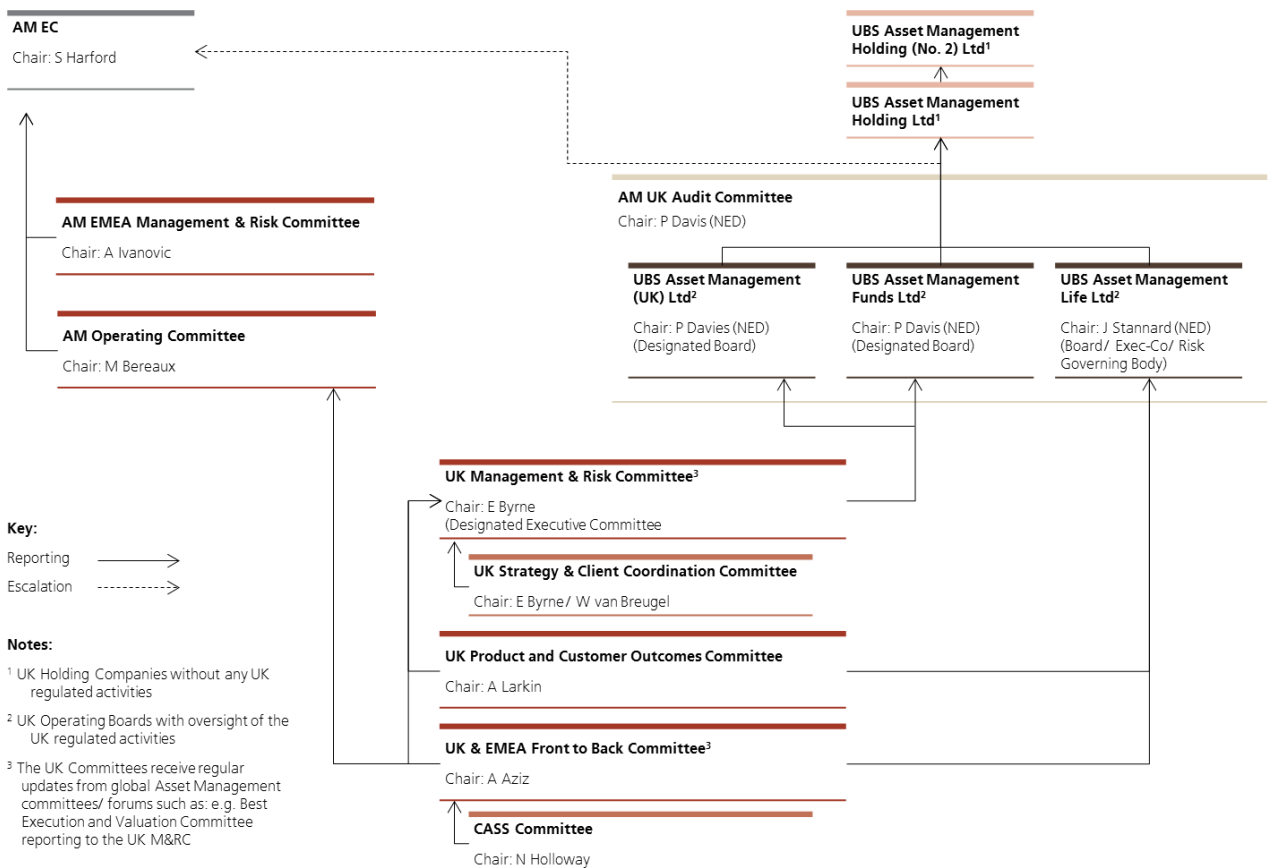 AM EC
Chair: S Harford
UBS Asset Management
Holding (No. 2) Ltd¹
UBS Asset Management
Holding Ltd¹
AM EMEA Management & Risk Committee
Chair: A Ivanovic
AM Operating Committee
Chair: M Bereaux
AM UK Audit Committee
Chair: P Davis (NED)
UBS Asset Management
(UK) Ltd²
Chair: P Davies (NED)
(Designated Board)
UBS Asset Management
Funds Ltd²
Chair: P Davis (NED)
(Designated Board)
UBS Asset Management
Life Ltd²
Chair: J Stannard (NED)
(Board/ Exec-Co/ Risk
Governing Body)
UK Management & Risk Committee³
Chair: E Byrne
(Designated Executive Committee
UK Strategy & Client Coordination Committee
Chair: E Byrne/ W van Breugel
UK Product and Customer Outcomes Committee
Chair: A Larkin
UK & EMEA Front to Back Committee³
Chair: A Aziz
CASS Committee
Chair: N Holloway
Key:
Reporting
Escalation
Notes:
¹ UK Holding Companies without any UK
regulated activities
² UK Operating Boards with oversight of the
UK regulated activities
³ The UK Committees receive regular
updates from global Asset Management
committees/ forums such as: e.g. Best
Execution and Valuation Committee
reporting to the UK M&RC